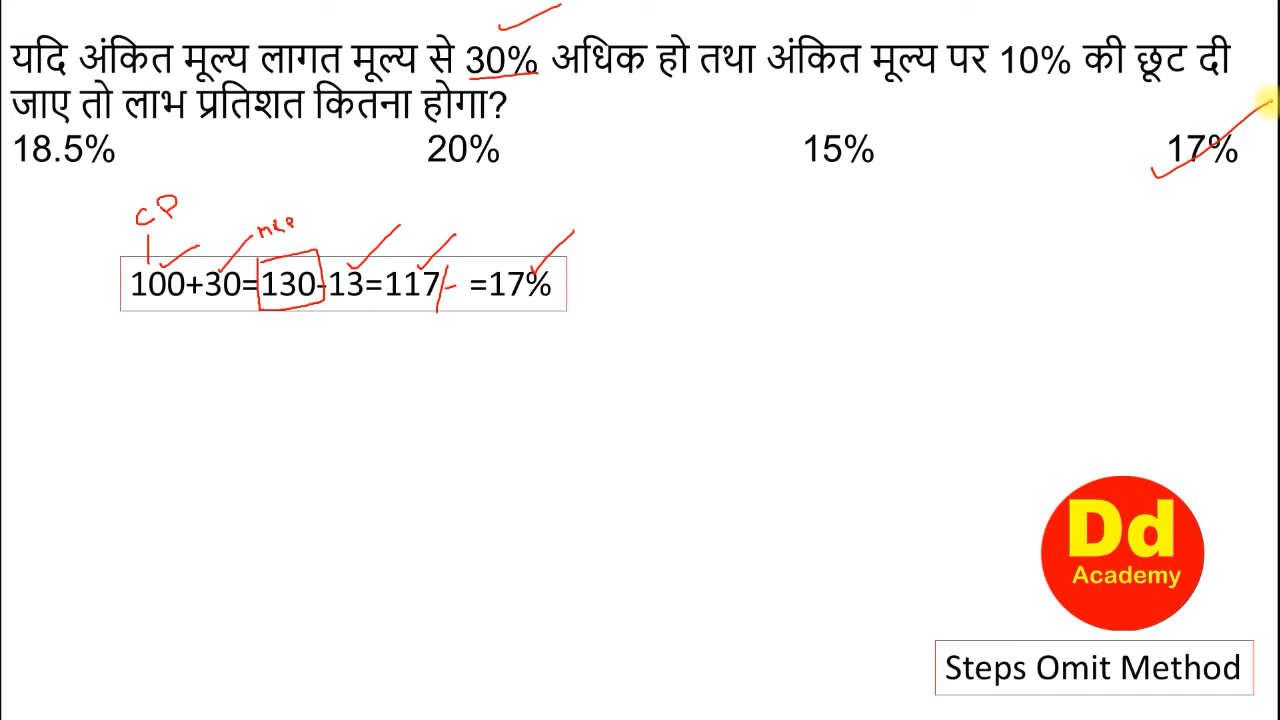 यदि अंकित मूल्य लागत मूल्य से 30% अधिक हो तथा अंकित मूल्य पर 10% की छूट दी
जाए तो लाभ प्रतिशत कितना होगा?
18.5% 20% 15% 17%
CP
MRP
100+30=130-13=117/- =17%
Dd
Academy
Steps Omit Method